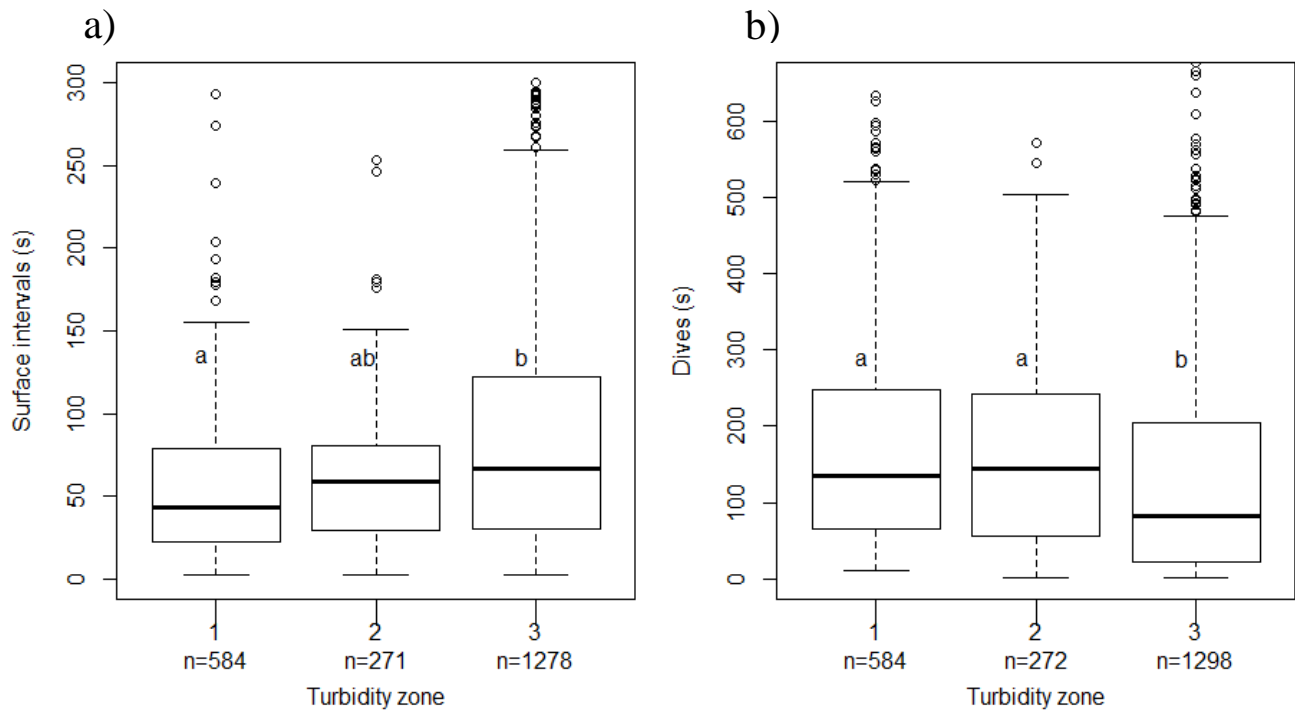 a)
Surface intervals (s)
300
250
200
150
100
50
0
a
ab
b
1
2
3
n=584
n=271
n=1278
Turbidity zone
b)
Dives (s)
600
500
400
300
200
100
0
a
a
b
1
2
3
n=584
n=272
n=1298
Turbidity zone